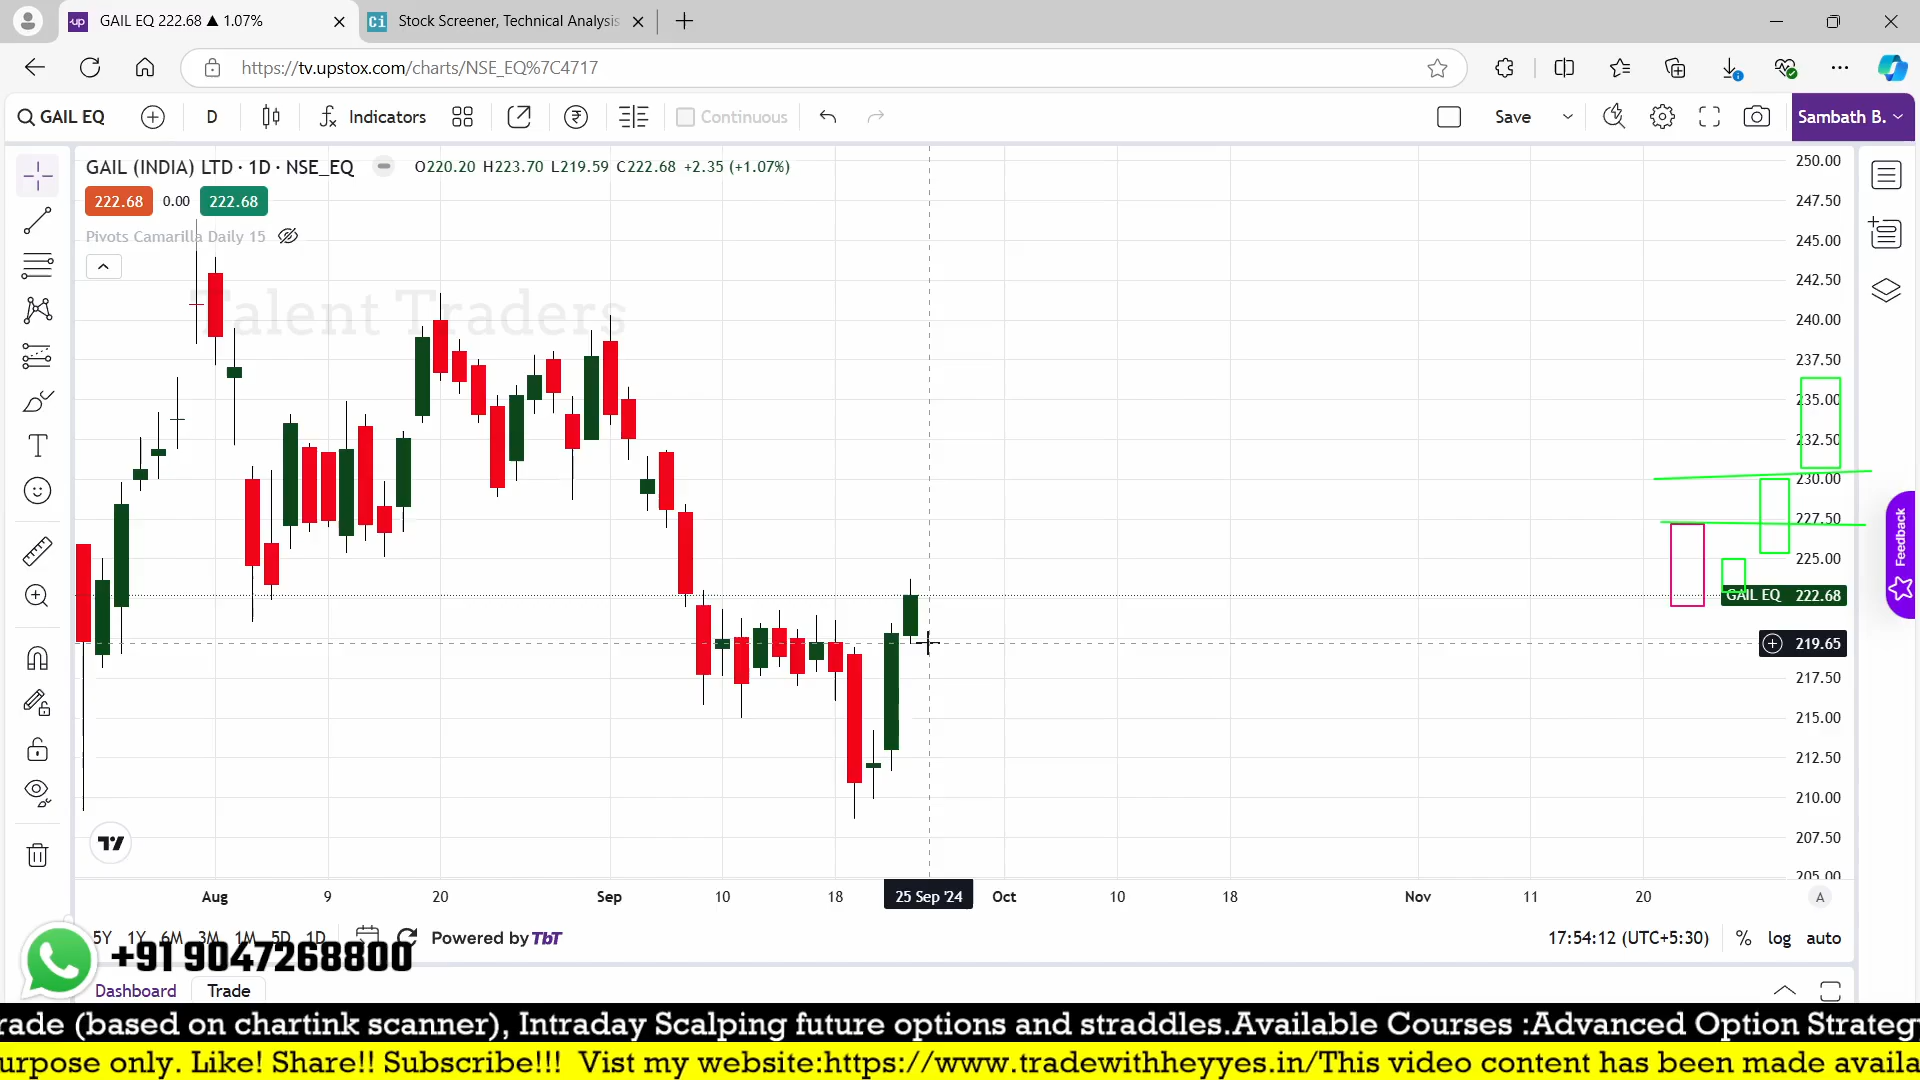 GAIL EQ 222.68 ▲ 1.07%
Ci Stock Screener, Technical Analysis
https://tv.upstox.com/charts/NSE_EQ%7C4717
GAIL EQ D Indicators Continuous Save Sambath B.
GAIL (INDIA) LTD · 1D · NSE_EQ O220.20 H223.70 L219.59 C222.68 +2.35 (+1.07%)
222.68 0.00 222.68
Pivots Camarilla Daily 15
Talent Traders
250.00
247.50
245.00
242.50
240.00
237.50
235.00
232.50
230.00
227.50
225.00
GAIL EQ 222.68
219.65
217.50
215.00
212.50
210.00
207.50
205.00
Feedback
Aug 9 20 Sep 10 18 25 Sep '24 Oct 10 18 Nov 11 20 A
5Y 1Y 6M 3M 1M 5D 1D Powered by TbT 17:54:12 (UTC+5:30) % log auto
+91 9047268800
Dashboard Trade
rade (based on chartink scanner), Intraday Scalping future options and straddles.Available Courses :Advanced Option Strateg
urpose only. Like! Share!! Subscribe!!! Vist my website:https://www.tradewithheyyes.in/This video content has been made availa